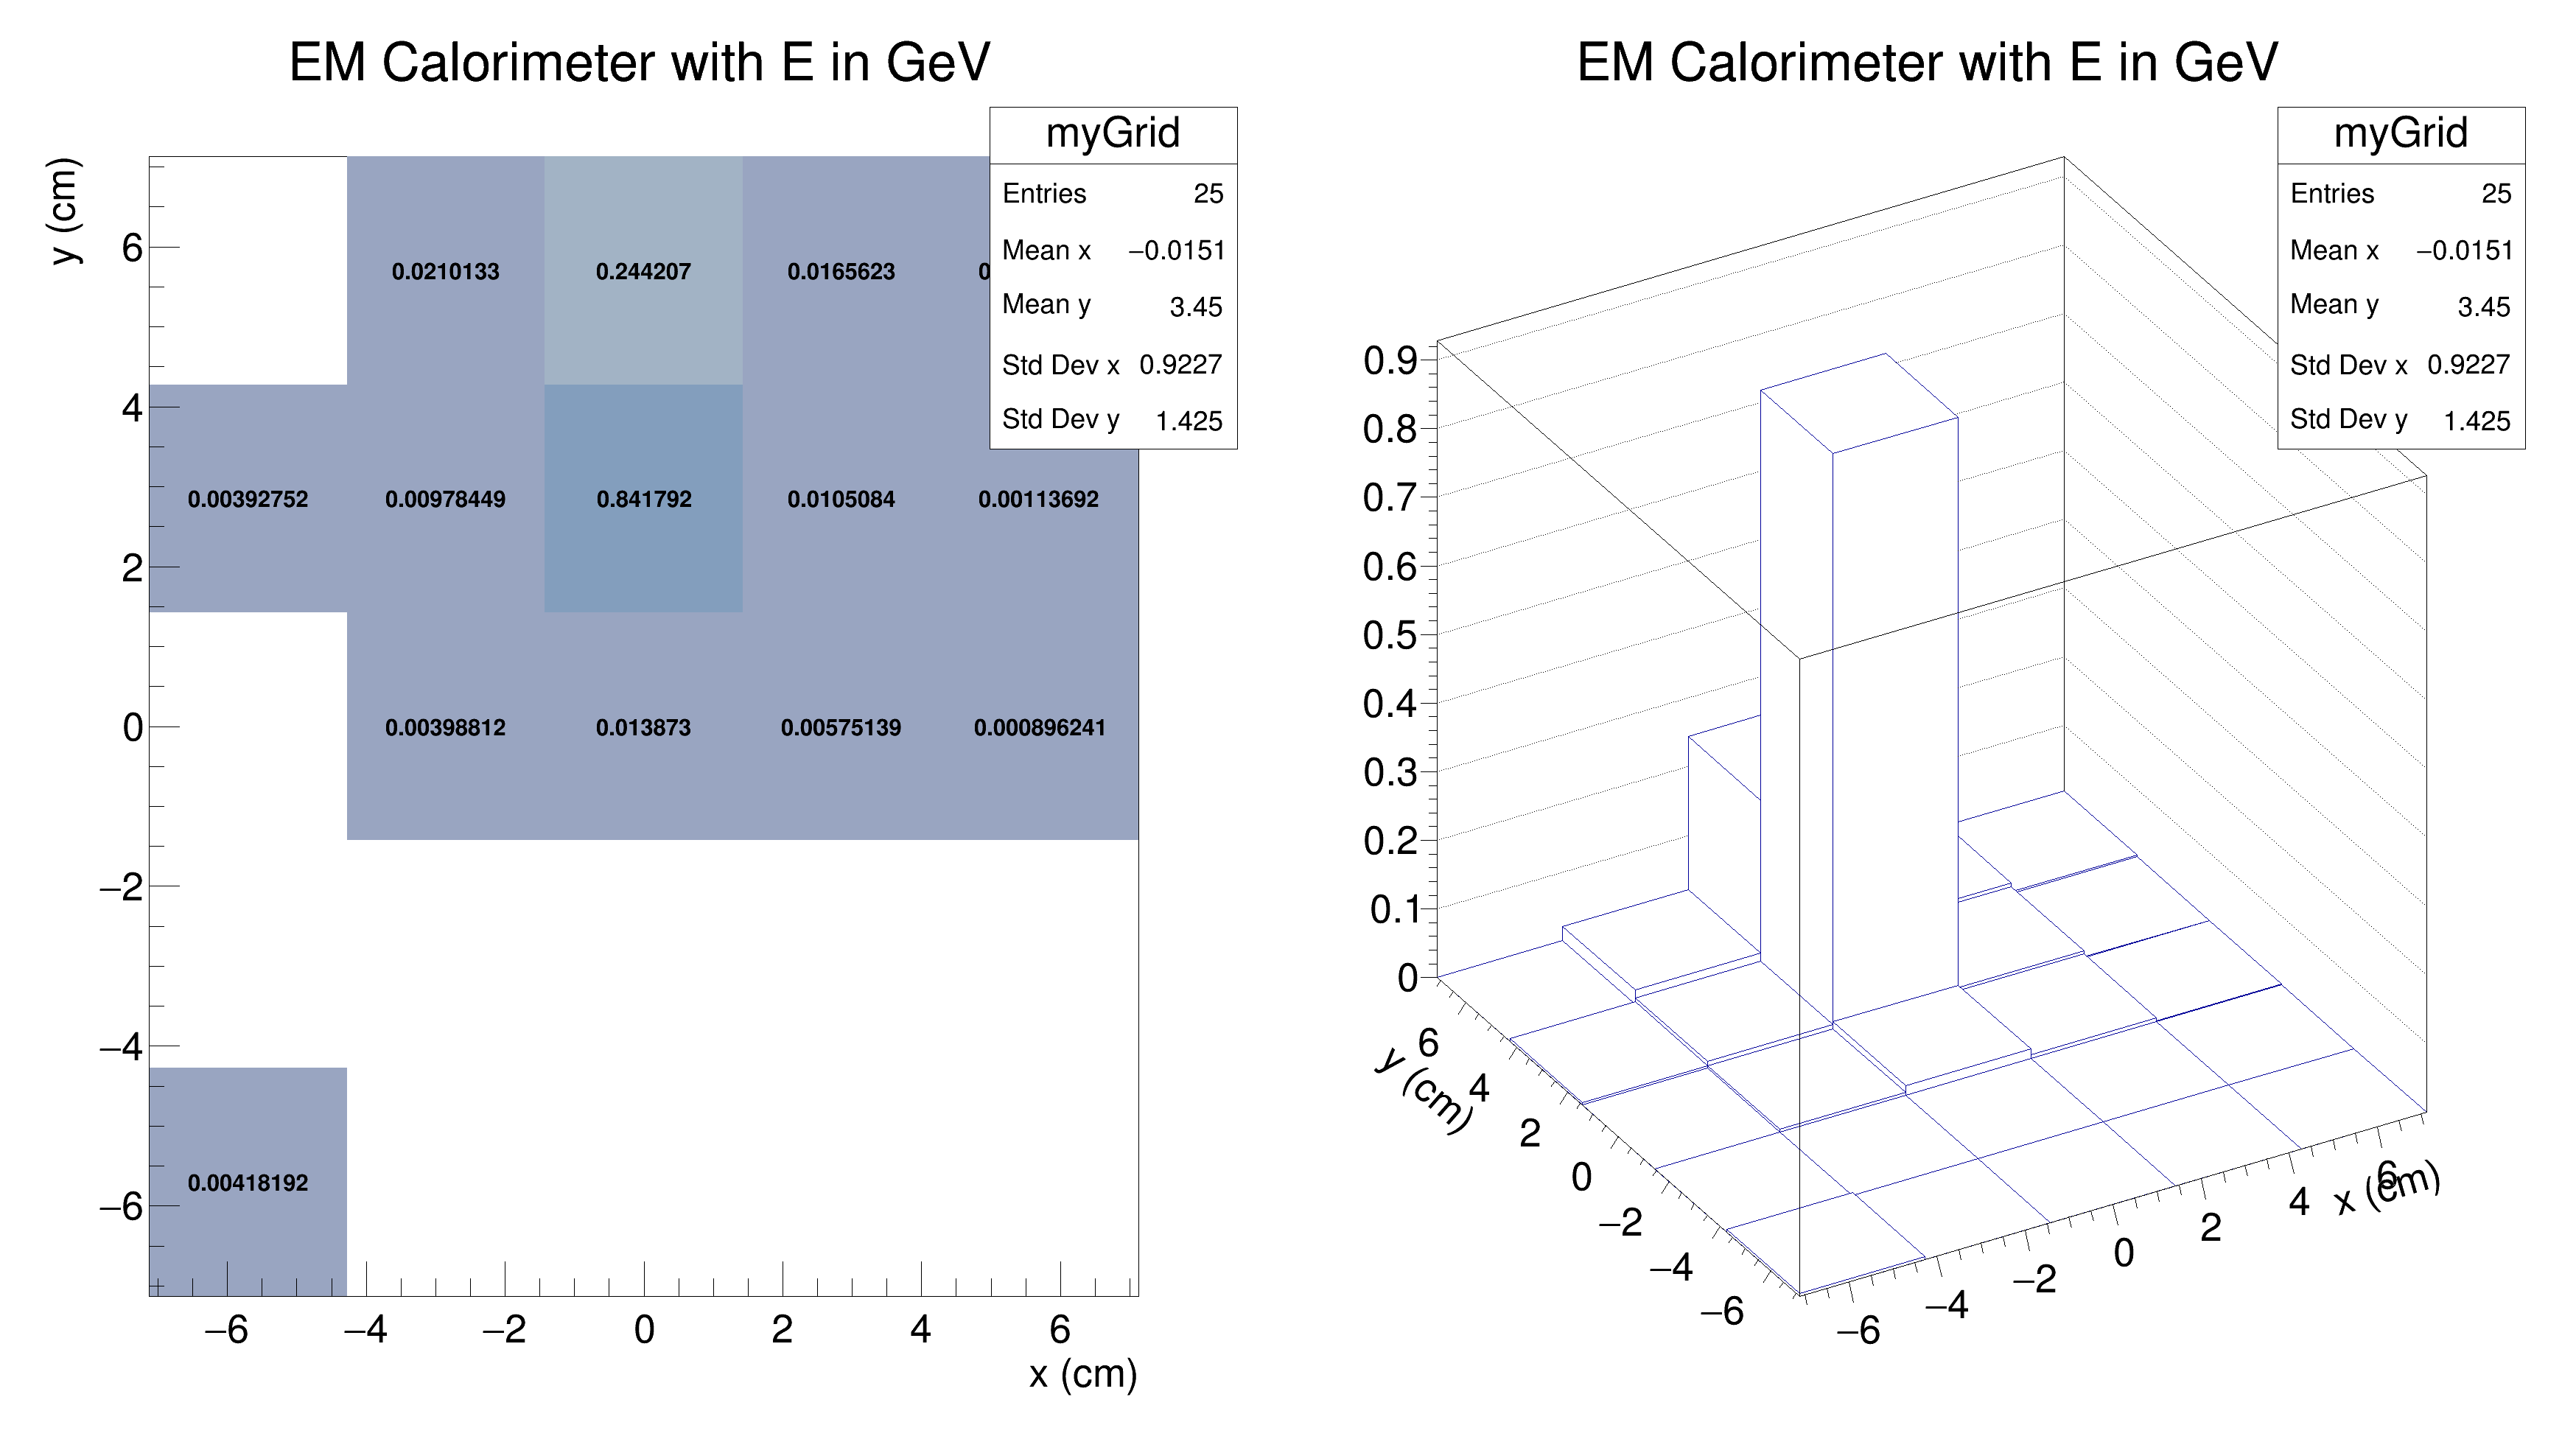 EM Calorimeter with E in GeV
myGrid
Entries 25
Mean x −0.0151
Mean y 3.45
Std Dev x 0.9227
Std Dev y 1.425
y (cm)
6
4
2
0
−2
−4
−6
0.0210133 0.244207 0.0165623
0.00392752 0.00978449 0.841792 0.0105084 0.00113692
0.00398812 0.013873 0.00575139 0.000896241
0.00418192
−6 −4 −2 0 2 4 6
x (cm)
EM Calorimeter with E in GeV
myGrid
Entries 25
Mean x −0.0151
Mean y 3.45
Std Dev x 0.9227
Std Dev y 1.425
0.9
0.8
0.7
0.6
0.5
0.4
0.3
0.2
0.1
0
y (cm)
6
4
2
0
−2
−4
−6
−6 −4 −2 0 2 4 6
x (cm)